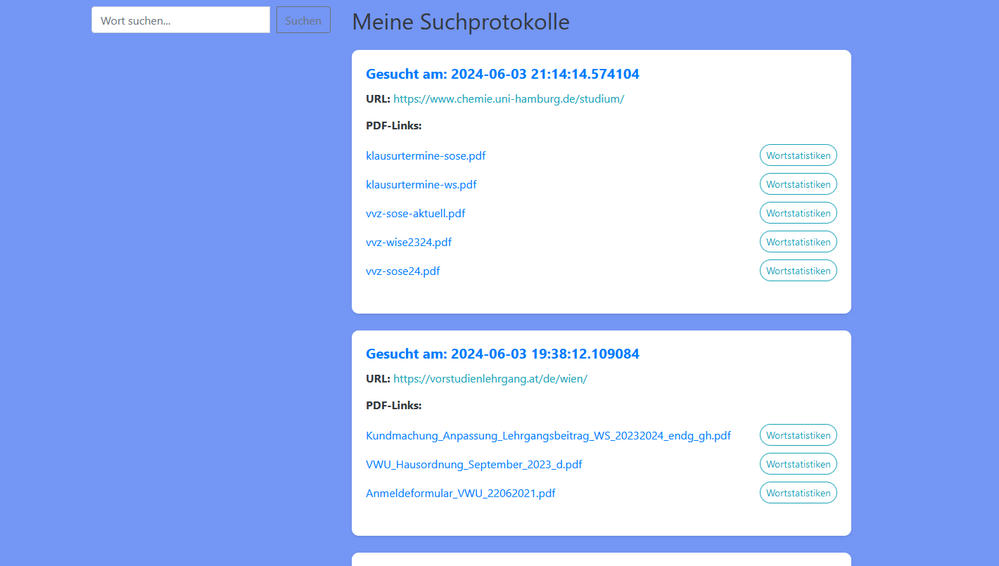 Wort suchen...
Suchen
Meine Suchprotokolle
Gesucht am: 2024-06-03 21:14:14.574104
URL: https://www.chemie.uni-hamburg.de/studium/
PDF-Links:
klausurtermine-sose.pdf Wortstatistiken
klausurtermine-ws.pdf Wortstatistiken
vvz-sose-aktuell.pdf Wortstatistiken
vvz-wise2324.pdf Wortstatistiken
vvz-sose24.pdf Wortstatistiken
Gesucht am: 2024-06-03 19:38:12.109084
URL: https://vorstudienlehrgang.at/de/wien/
PDF-Links:
Kundmachung_Anpassung_Lehrgangsbeitrag_WS_20232024_endg_gh.pdf Wortstatistiken
VWU_Hausordnung_September_2023_d.pdf Wortstatistiken
Anmeldeformular_VWU_22062021.pdf Wortstatistiken